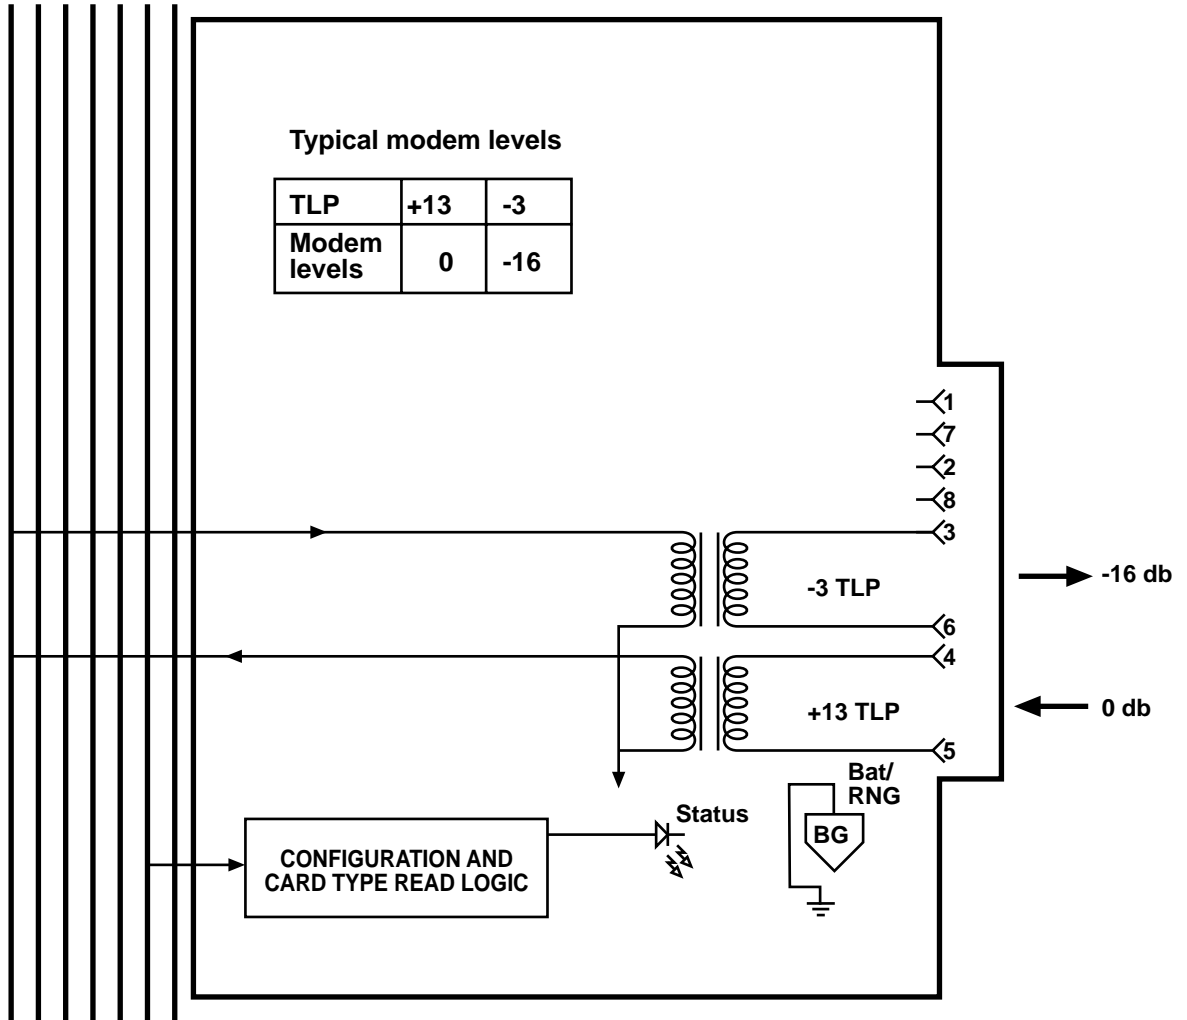 Typical modem levels
TLP +13 -3
Modem
levels 0 -16
1
7
2
8
3
-3 TLP
-16 db
6
4
+13 TLP
0 db
5
Bat/
RNG
BG
Status
CONFIGURATION AND
CARD TYPE READ LOGIC